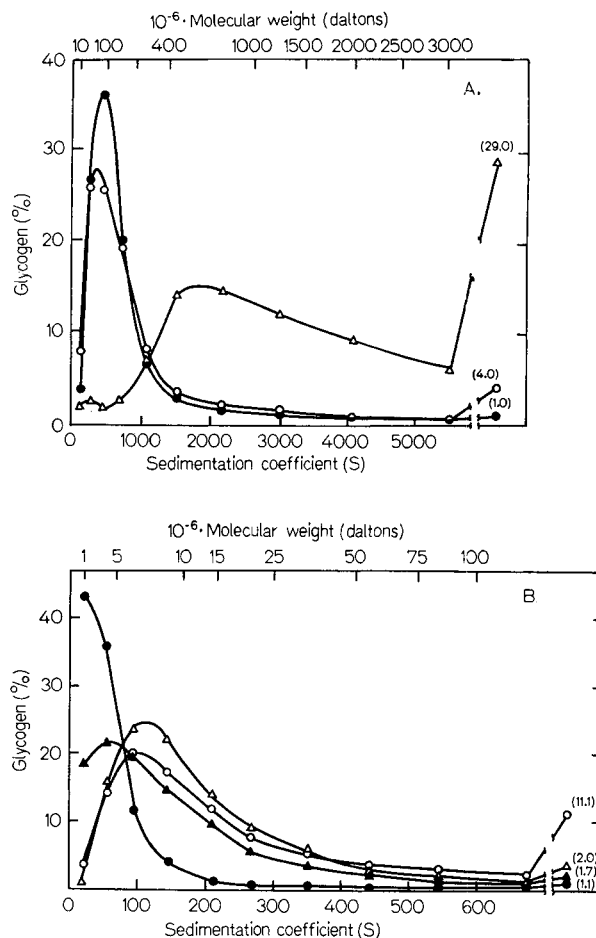 10⁻⁶·Molecular weight (daltons)
10 100 400 1000 1500 2000 2500 3000
A.
40
30
20
10
0
Glycogen (%)
(29.0)
(4.0)
(1.0)
0 1000 2000 3000 4000 5000
Sedimentation coefficient (S)
10⁻⁶·Molecular weight (daltons)
1 5 10 15 25 50 75 100
B
40
30
20
10
0
Glycogen (%)
(11.1)
(2.0)
(1.7)
(1.1)
0 100 200 300 400 500 600
Sedimentation coefficient (S)